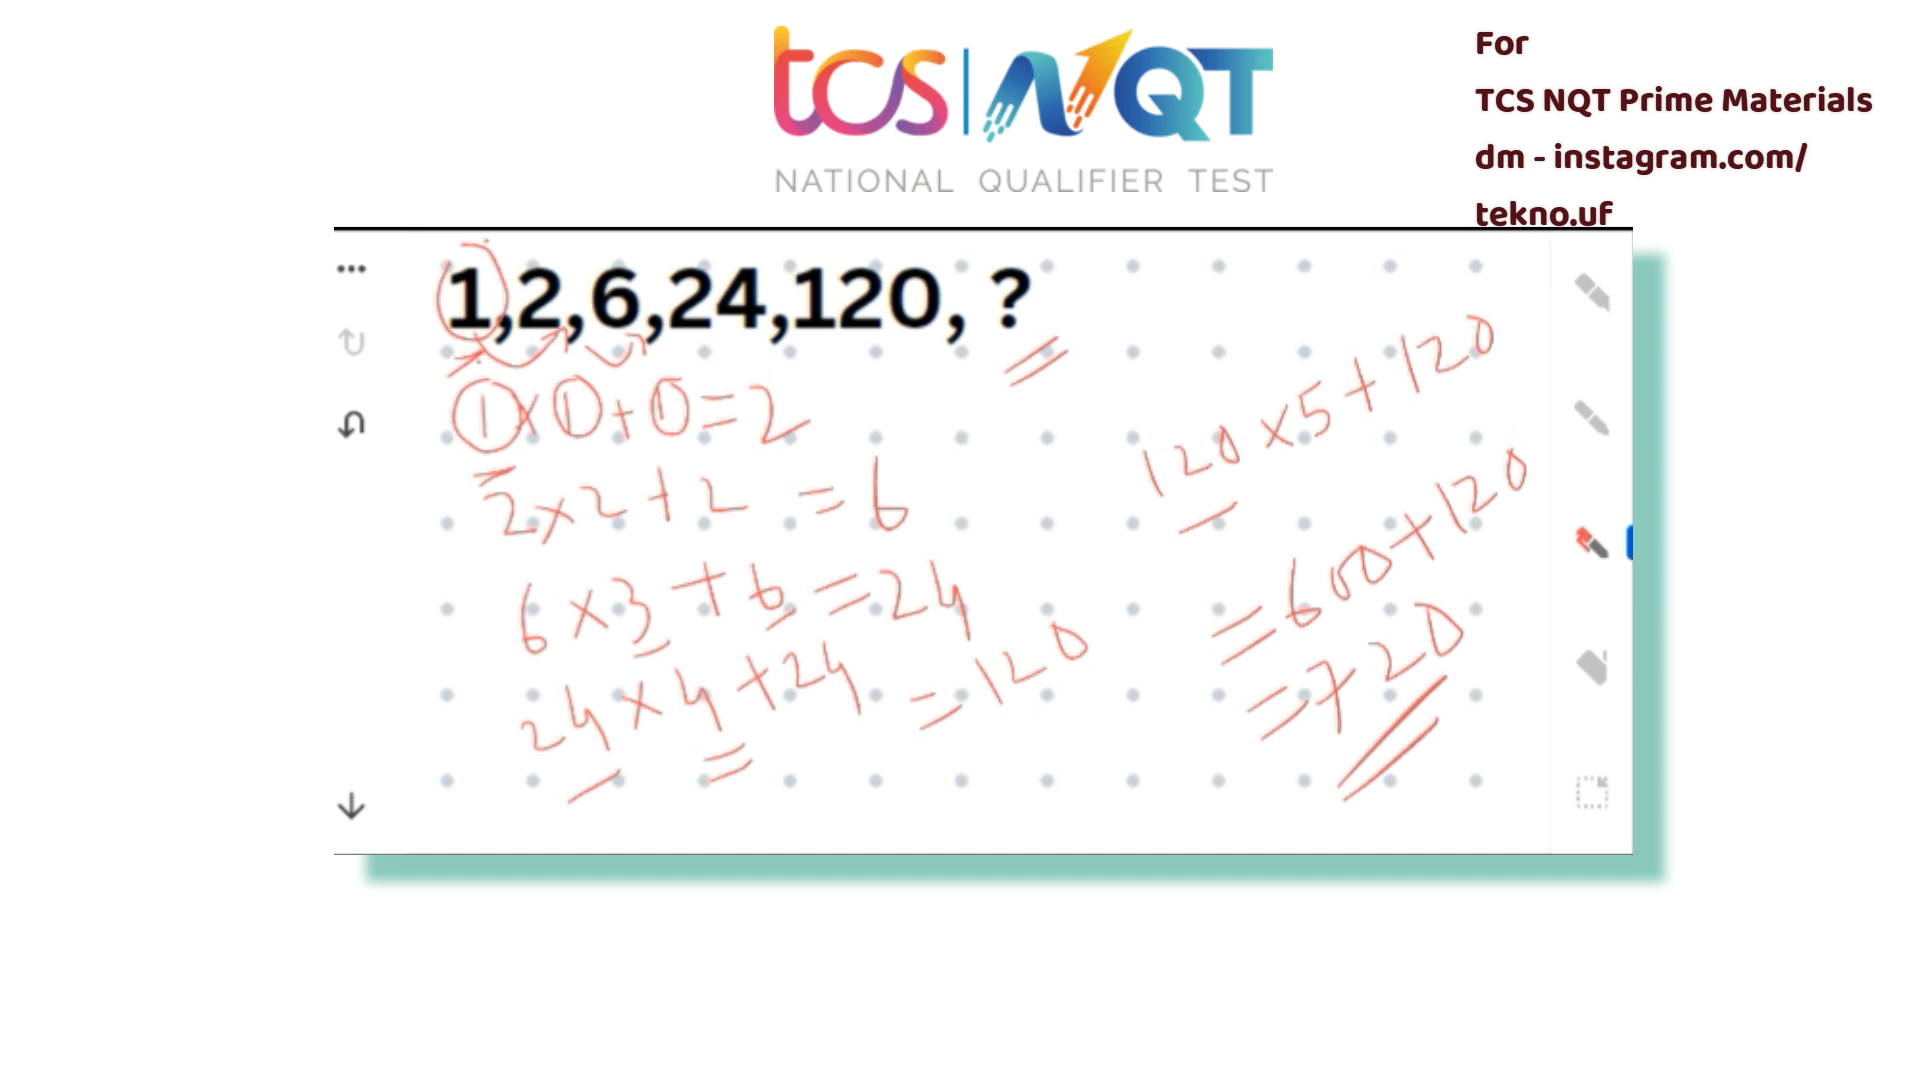 tcs NQT
NATIONAL QUALIFIER TEST
For
TCS NQT Prime Materials
dm - instagram.com/
tekno.uf
1,2,6,24,120, ?
1×1+1=2
2×2+2=6
6×3+6=24
24×4+24=120
120×5+120
=600+120
=720